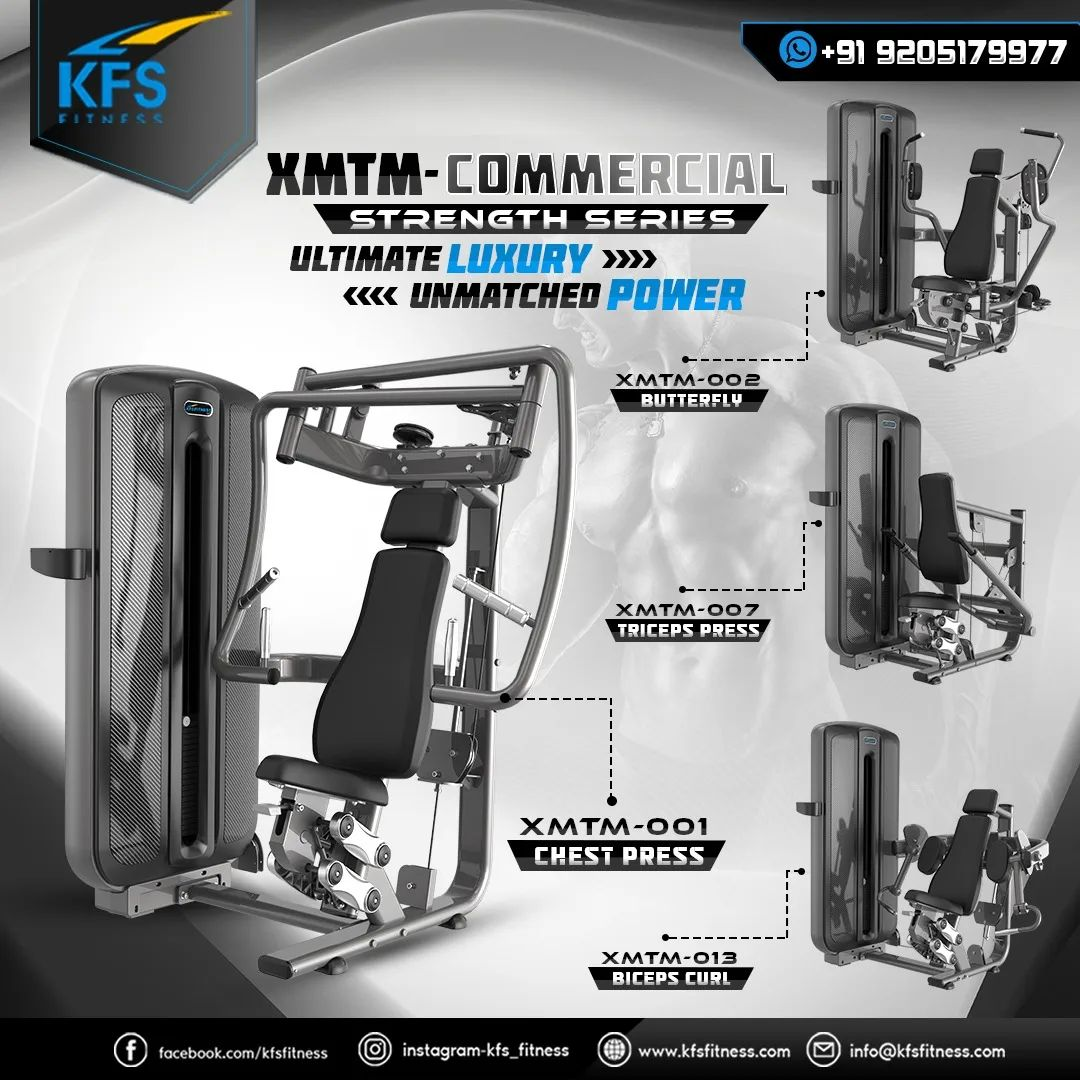 KFS
FITNESS
+91 9205179977
XMTM-COMMERCIAL
STRENGTH SERIES
ULTIMATE LUXURY >>>>
<<<< UNMATCHED POWER
XMTM-002
BUTTERFLY
XMTM-007
TRICEPS PRESS
XMTM-001
CHEST PRESS
XMTM-013
BICEPS CURL
facebook.com/kfsfitness
instagram-kfs_fitness
www.kfsfitness.com
info@kfsfitness.com